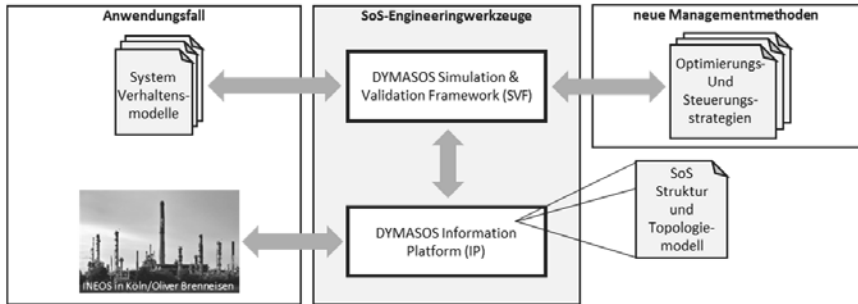 Anwendungsfall
SoS-Engineeringwerkzeuge
neue Managementmethoden
System
Verhaltens-
modelle
DYMASOS Simulation &
Validation Framework (SVF)
Optimierungs-
Und
Steuerungs-
strategien
INEOS in Köln/Oliver Brenneisen
DYMASOS Information
Platform (IP)
SoS
Struktur
und
Topologie-
modell